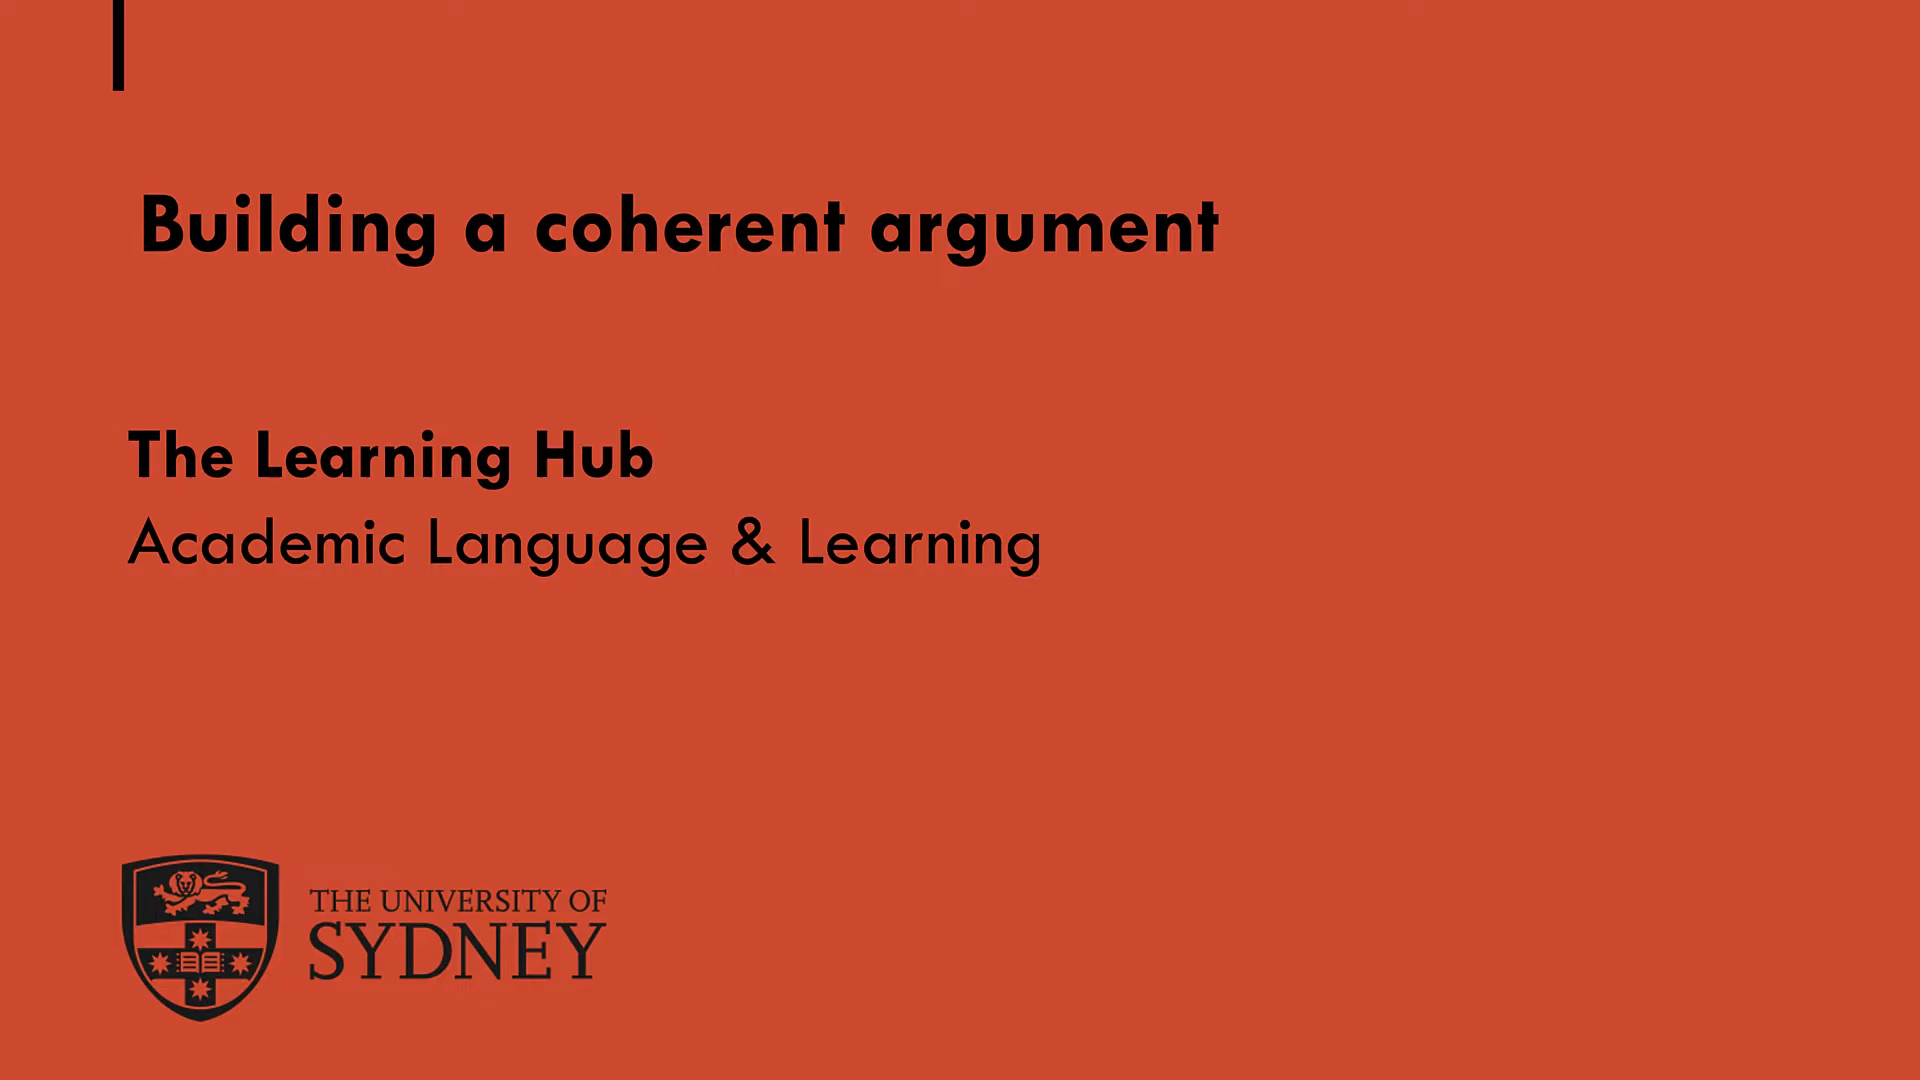 Building a coherent argument
The Learning Hub
Academic Language & Learning
THE UNIVERSITY OF
SYDNEY